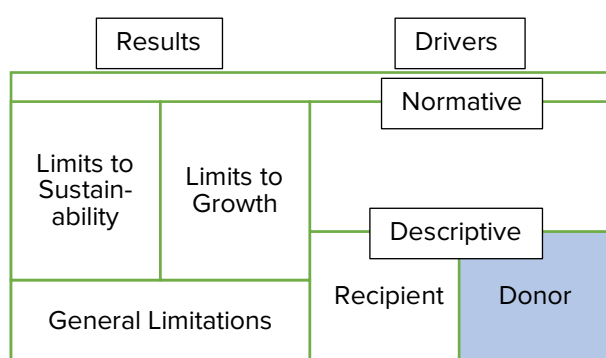 Results
Drivers
Normative
Limits to
Sustain-
ability
Limits to
Growth
Descriptive
Recipient
Donor
General Limitations